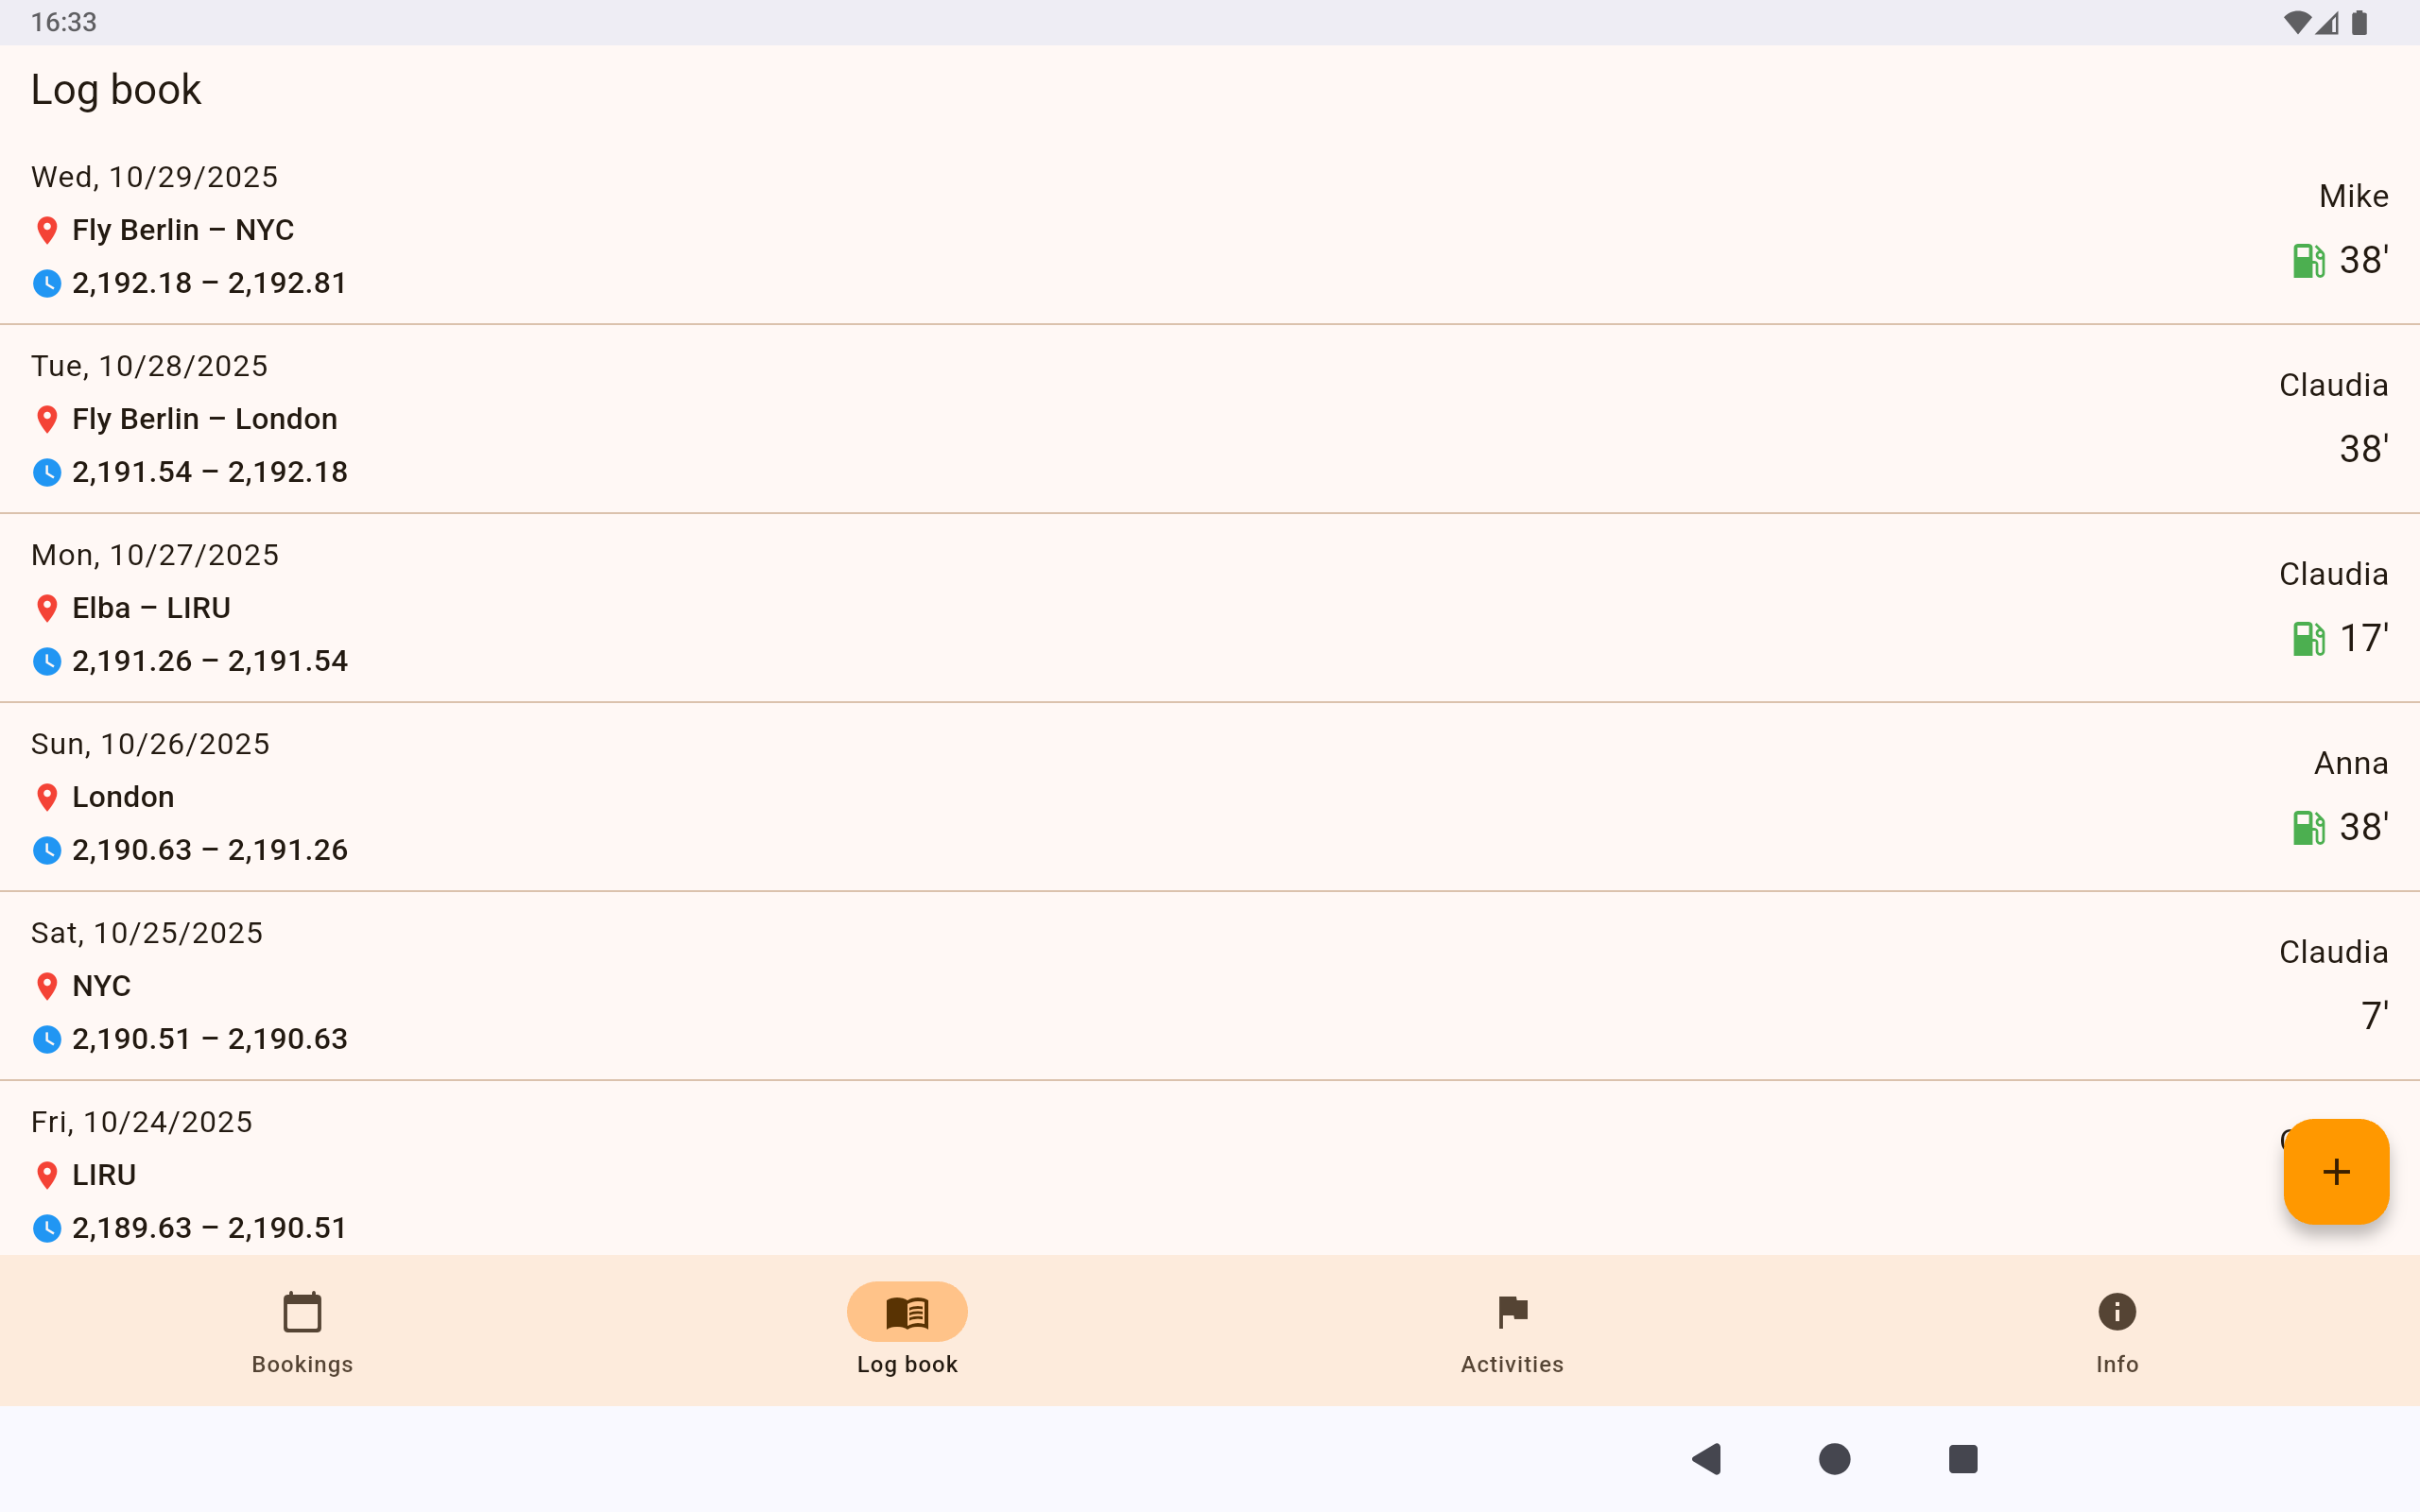 16:33
Log book
Wed, 10/29/2025
Mike
Fly Berlin – NYC
38'
2,192.18 – 2,192.81
Tue, 10/28/2025
Claudia
Fly Berlin – London
38'
2,191.54 – 2,192.18
Mon, 10/27/2025
Claudia
Elba – LIRU
17'
2,191.26 – 2,191.54
Sun, 10/26/2025
Anna
London
38'
2,190.63 – 2,191.26
Sat, 10/25/2025
Claudia
NYC
7'
2,190.51 – 2,190.63
Fri, 10/24/2025
LIRU
2,189.63 – 2,190.51
Bookings
Log book
Activities
Info